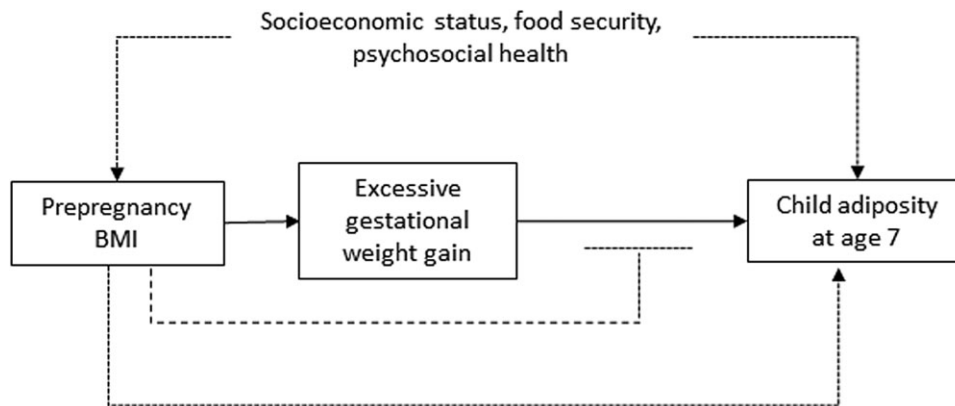 Socioeconomic status, food security,
psychosocial health
Prepregnancy
BMI
Excessive
gestational
weight gain
Child adiposity
at age 7